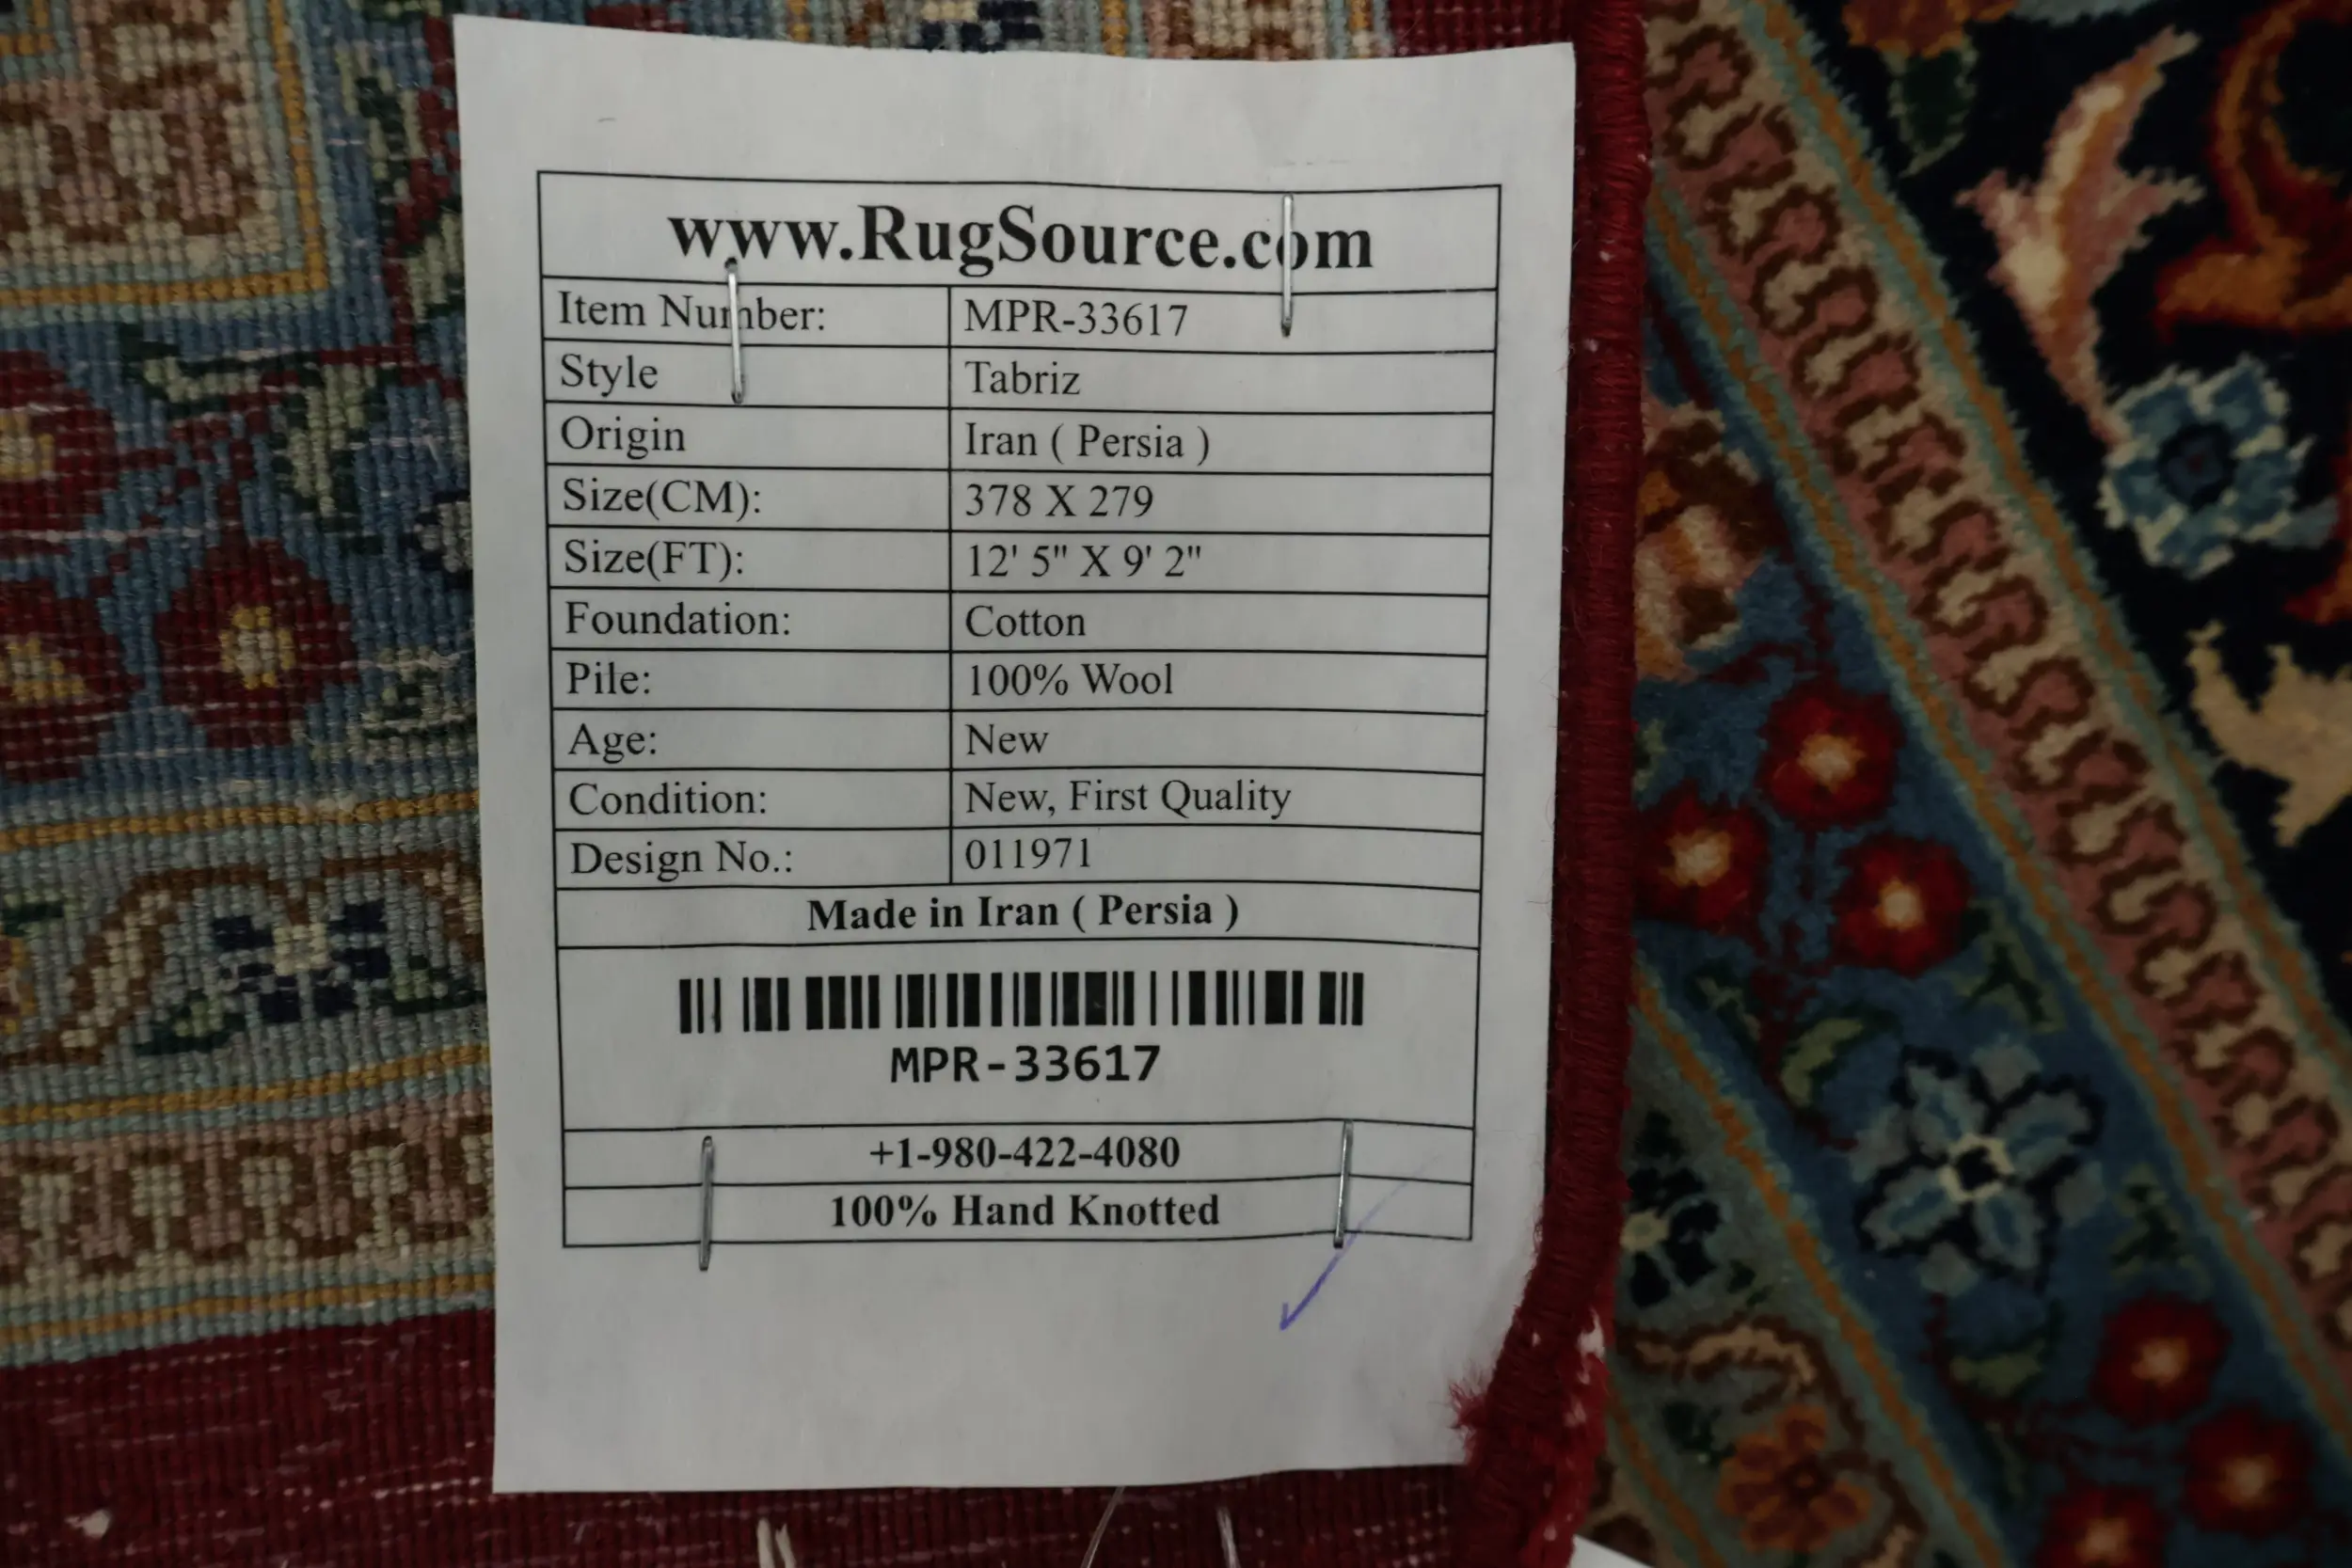 www.RugSource.com
Item Number: MPR-33617
Style Tabriz
Origin Iran ( Persia )
Size(CM): 378 X 279
Size(FT): 12' 5" X 9' 2"
Foundation: Cotton
Pile: 100% Wool
Age: New
Condition: New, First Quality
Design No.: 011971
Made in Iran ( Persia )
MPR-33617
+1-980-422-4080
100% Hand Knotted